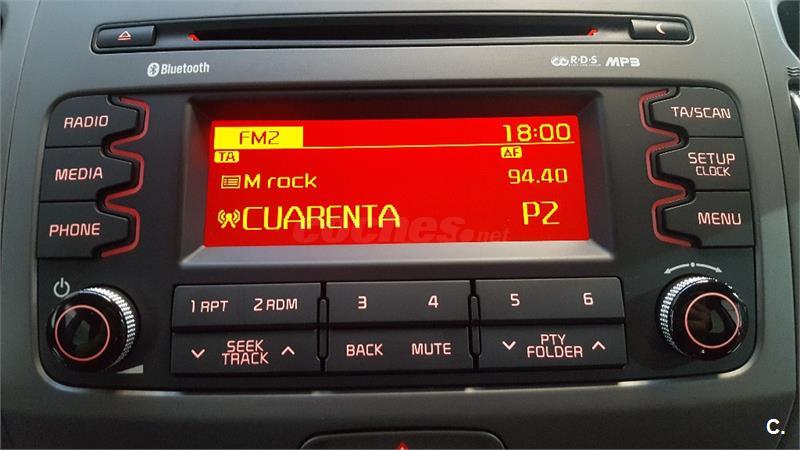 Bluetooth
R·D·S MP3
RADIO
MEDIA
PHONE
FM2 18:00
TA AF
M rock 94.40
CUARENTA P2
coches.net
TA/SCAN
SETUP
CLOCK
MENU
1 RPT 2 RDM 3 4 5 6
SEEK
TRACK
BACK MUTE
PTY
FOLDER
C.